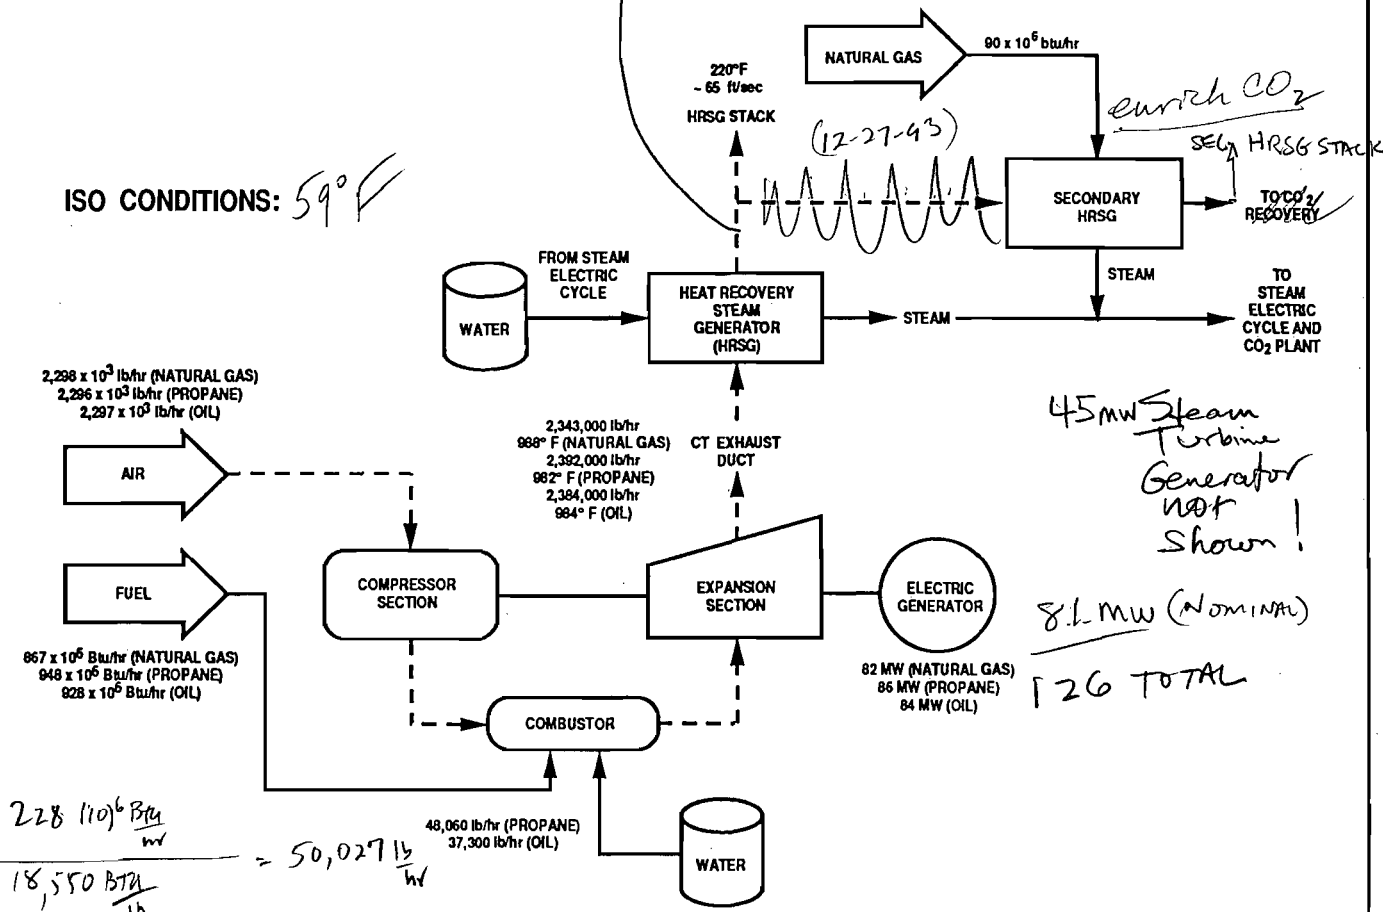 NATURAL GAS
90 x 10⁶ btu/hr
220°F
~ 65 ft/sec
HRSG STACK
enrich CO₂
(12-27-93)
SEC HRSG STACK
ISO CONDITIONS: 59°F
SECONDARY
HRSG
TO CO₂
RECOVERY
FROM STEAM
ELECTRIC
CYCLE
WATER
HEAT RECOVERY
STEAM
GENERATOR
(HRSG)
STEAM
STEAM
TO
STEAM
ELECTRIC
CYCLE AND
CO₂ PLANT
2,298 x 10³ lb/hr (NATURAL GAS)
2,296 x 10³ lb/hr (PROPANE)
2,297 x 10³ lb/hr (OIL)
AIR
2,343,000 lb/hr
988° F (NATURAL GAS)
2,392,000 lb/hr
982° F (PROPANE)
2,384,000 lb/hr
984° F (OIL)
CT EXHAUST
DUCT
45 MW Steam
Turbine
Generator
not
Shown!
FUEL
COMPRESSOR
SECTION
EXPANSION
SECTION
ELECTRIC
GENERATOR
81 MW (NOMINAL)
126 TOTAL
867 x 10⁶ Btu/hr (NATURAL GAS)
948 x 10⁶ Btu/hr (PROPANE)
928 x 10⁶ Btu/hr (OIL)
82 MW (NATURAL GAS)
86 MW (PROPANE)
84 MW (OIL)
COMBUSTOR
48,060 lb/hr (PROPANE)
37,300 lb/hr (OIL)
WATER
228 (10)⁶ Btu/hr
= 50,027 lb/hr
18,550 BTU/lb